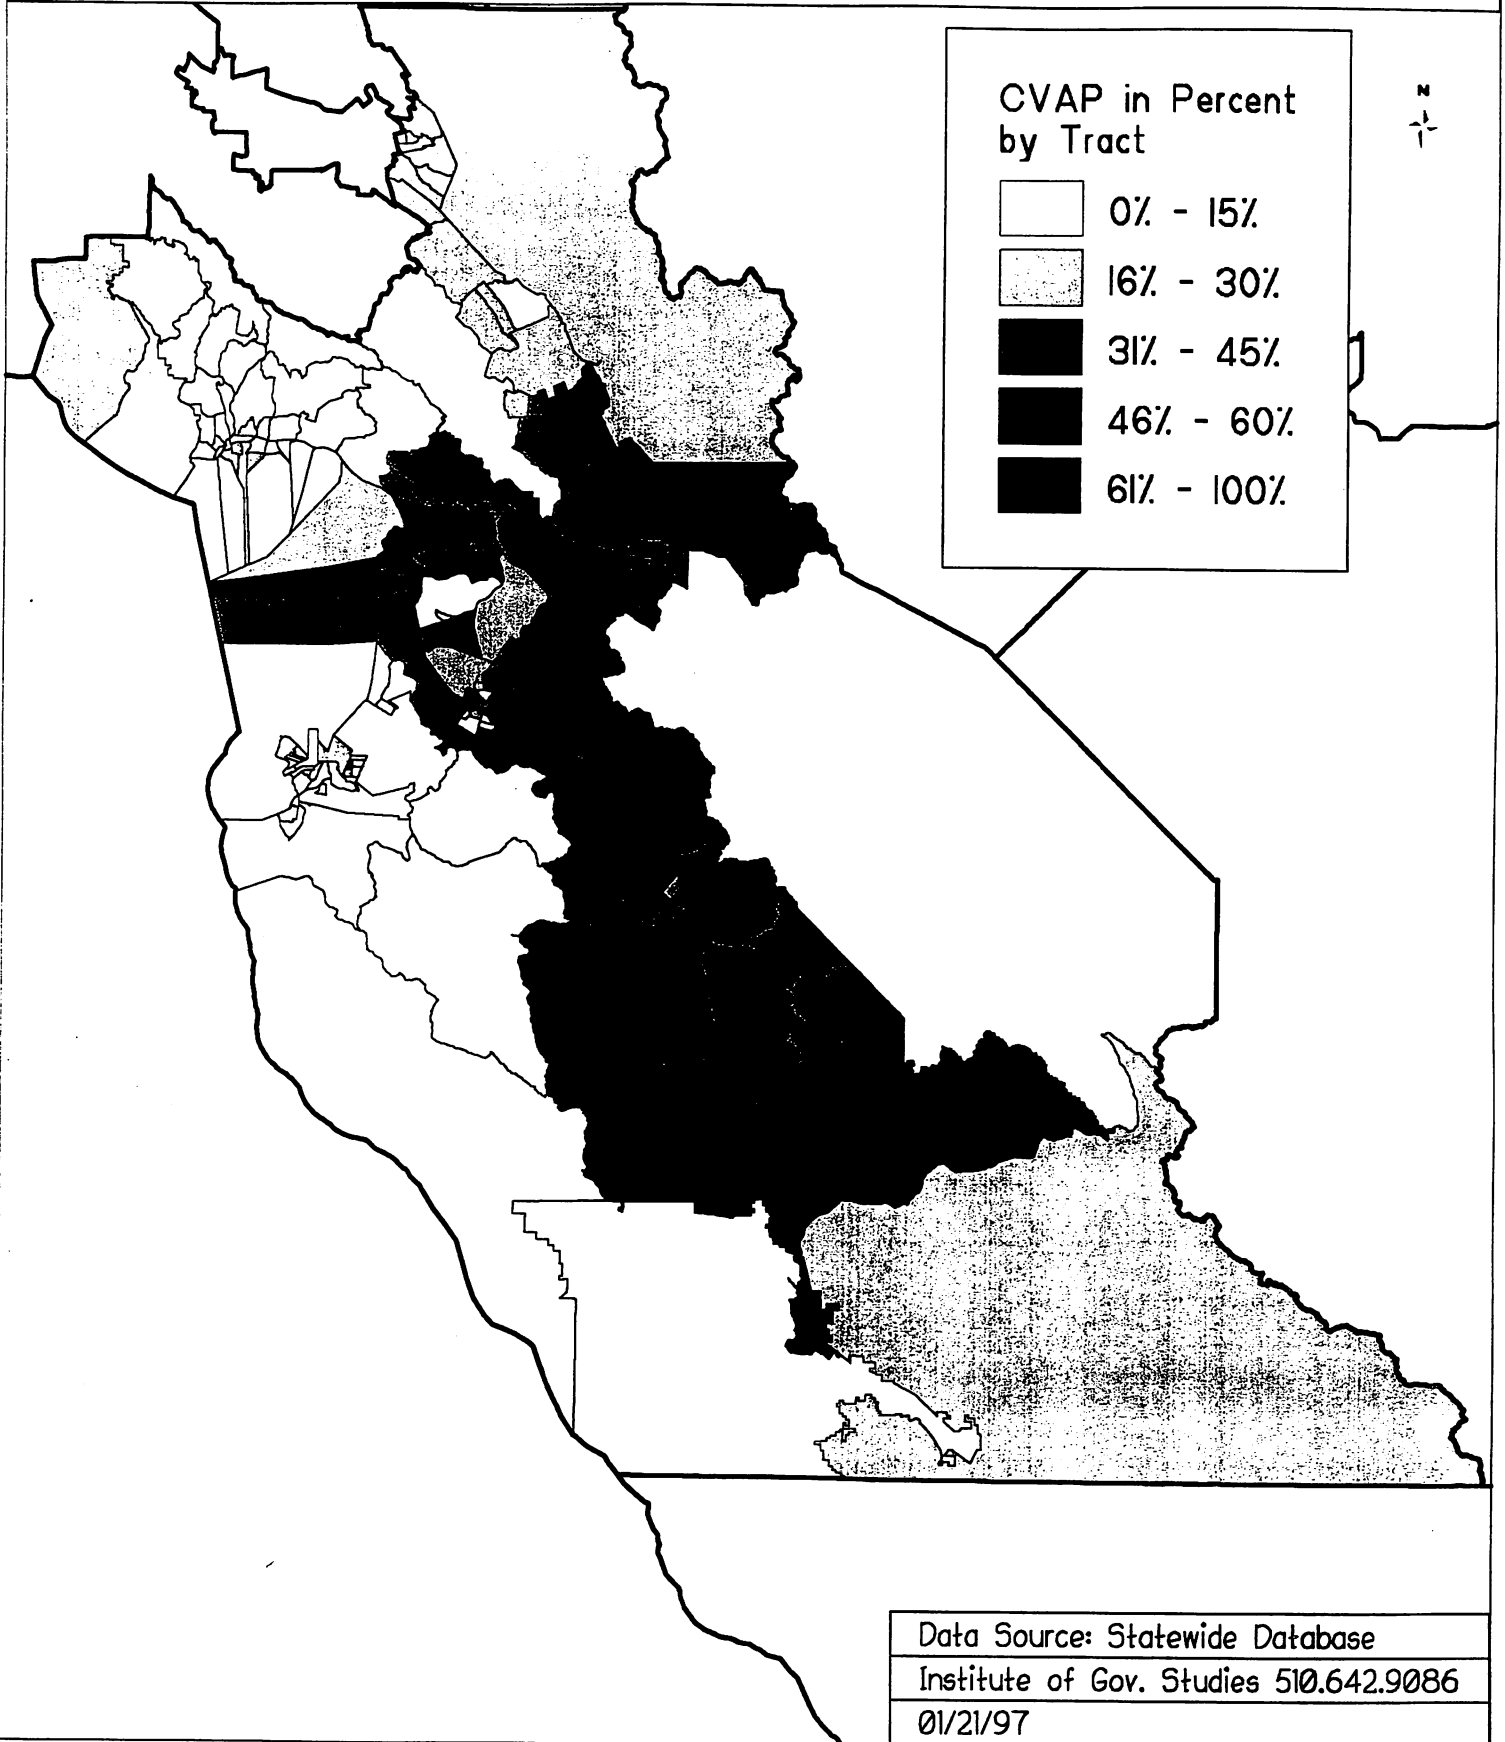 CVAP in Percent
by Tract
0% - 15%
16% - 30%
31% - 45%
46% - 60%
61% - 100%
N
Data Source: Statewide Database
Institute of Gov. Studies 510.642.9086
01/21/97